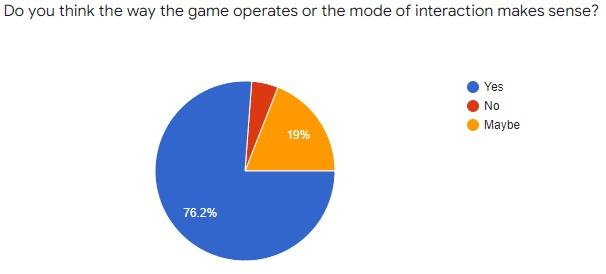 Do you think the way the game operates or the mode of interaction makes sense?
Yes
No
Maybe
19%
76.2%